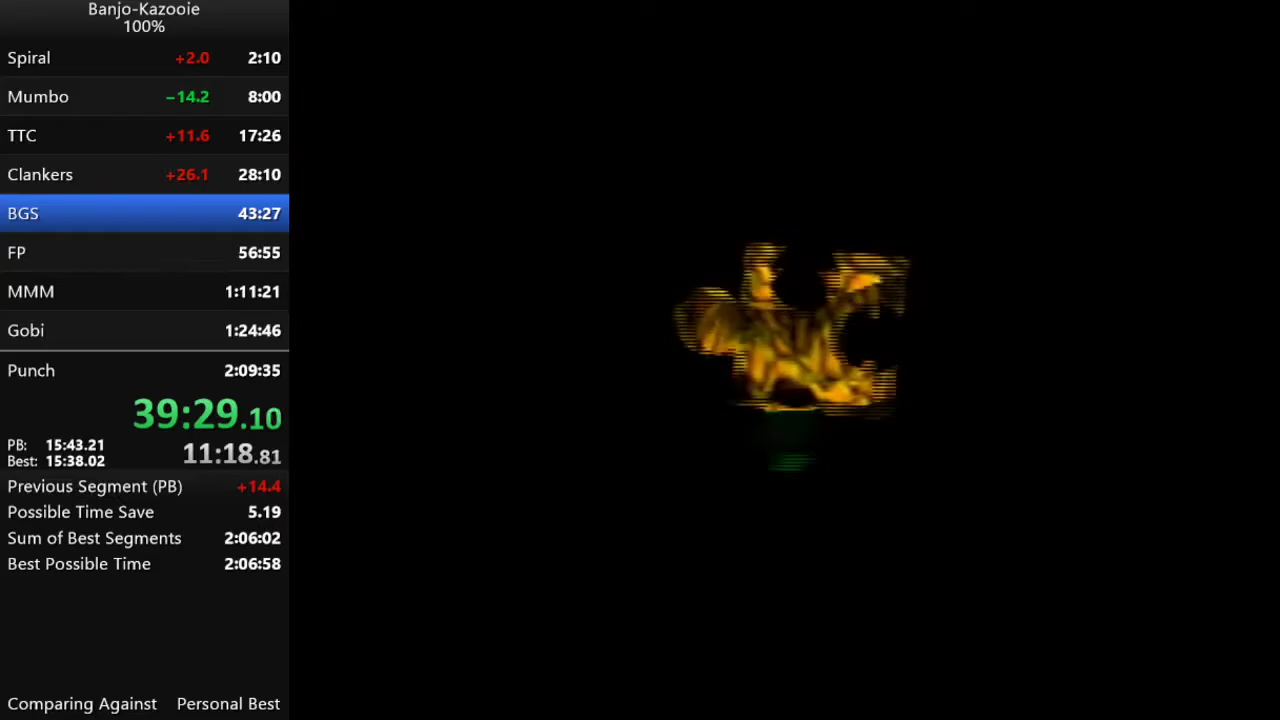 Banjo-Kazooie
100%
Spiral +2.0 2:10
Mumbo −14.2 8:00
TTC +11.6 17:26
Clankers +26.1 28:10
BGS 43:27
FP 56:55
MMM 1:11:21
Gobi 1:24:46
Punch 2:09:35
39:29.10
PB: 15:43.21
Best: 15:38.02
11:18.81
Previous Segment (PB) +14.4
Possible Time Save 5.19
Sum of Best Segments 2:06:02
Best Possible Time 2:06:58
Comparing Against Personal Best